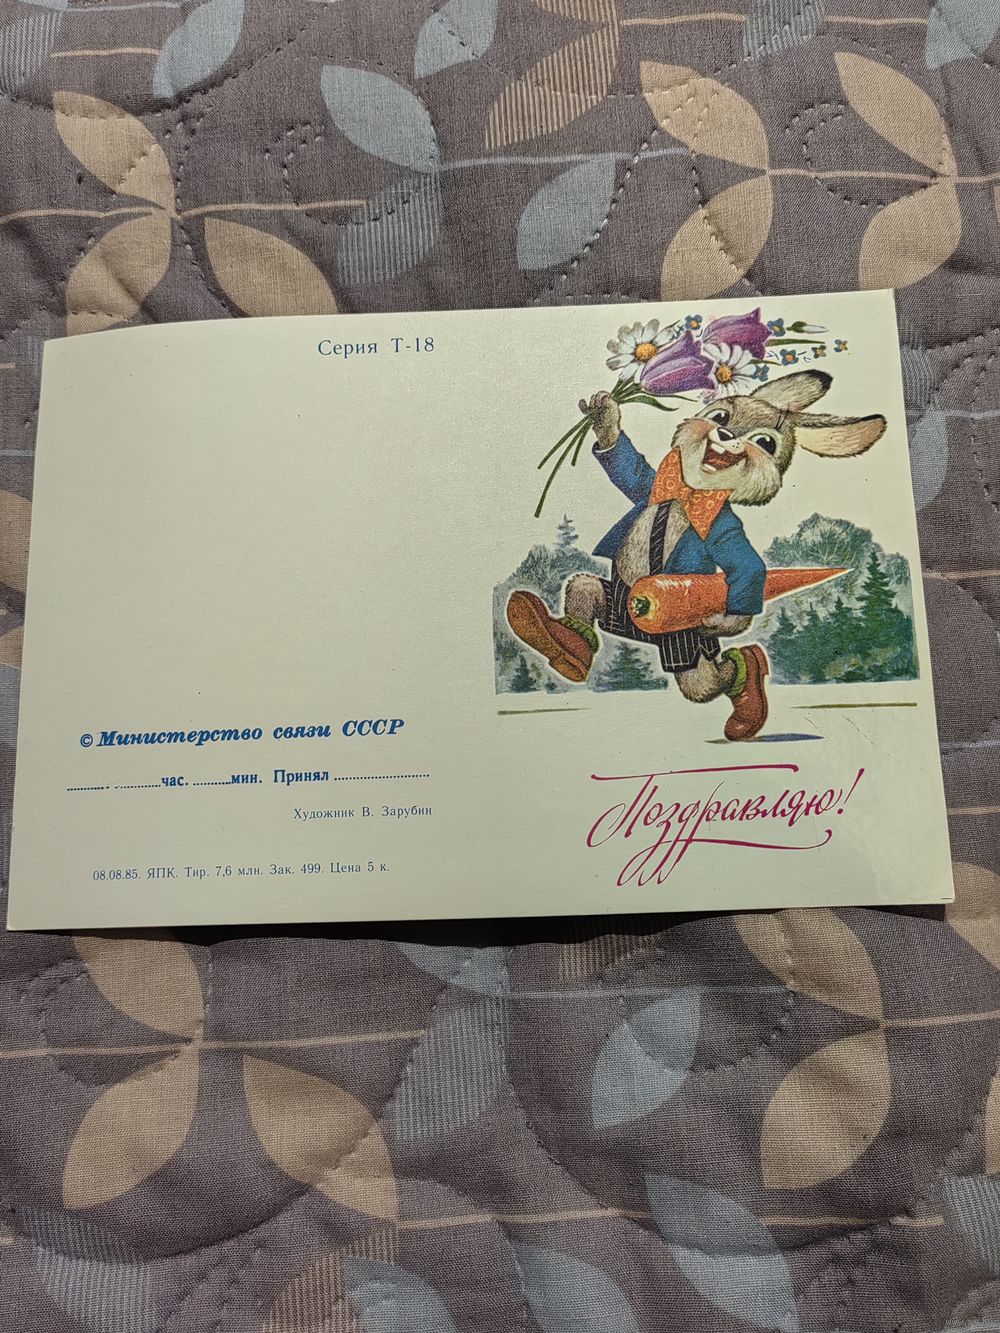 Серия Т-18
© Министерство связи СССР
............час..........мин. Принял........................
Художник В. Зарубин
08.08.85. ЯПК. Тир. 7,6 млн. Зак. 499. Цена 5 к.
Поздравляю!